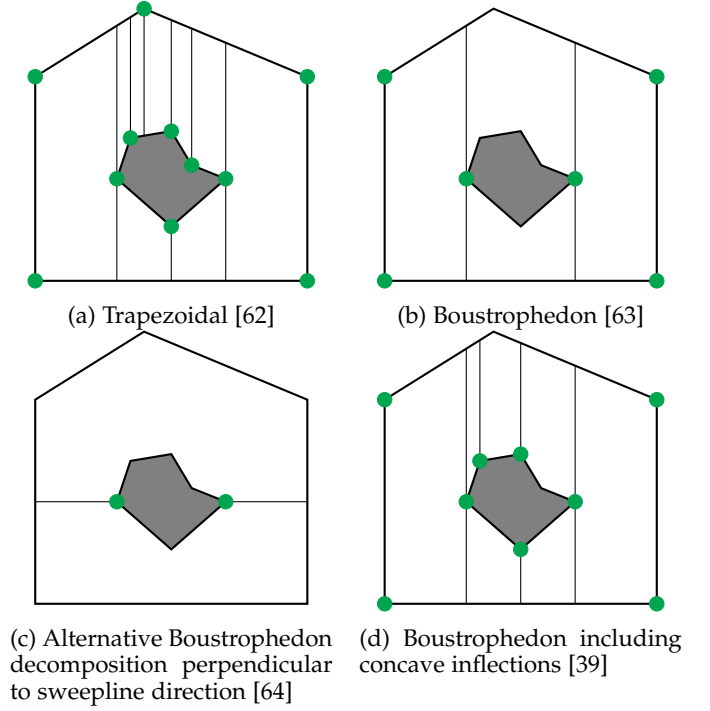 (a) Trapezoidal [62]
(b) Boustrophedon [63]
(c) Alternative Boustrophedon
decomposition perpendicular
to sweepline direction [64]
(d) Boustrophedon including
concave inflections [39]